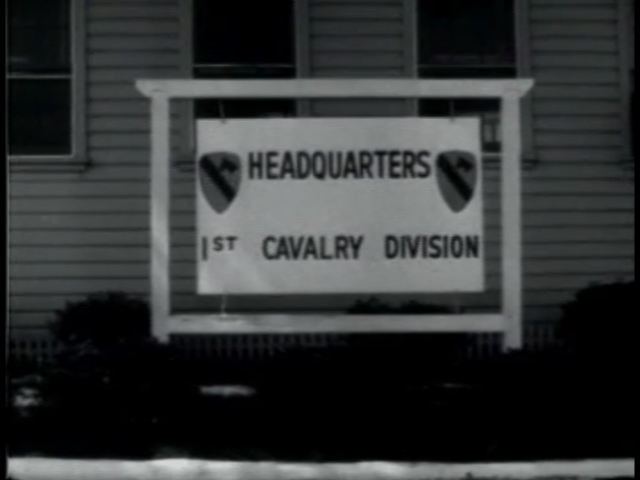 HEADQUARTERS
1ST CAVALRY DIVISION